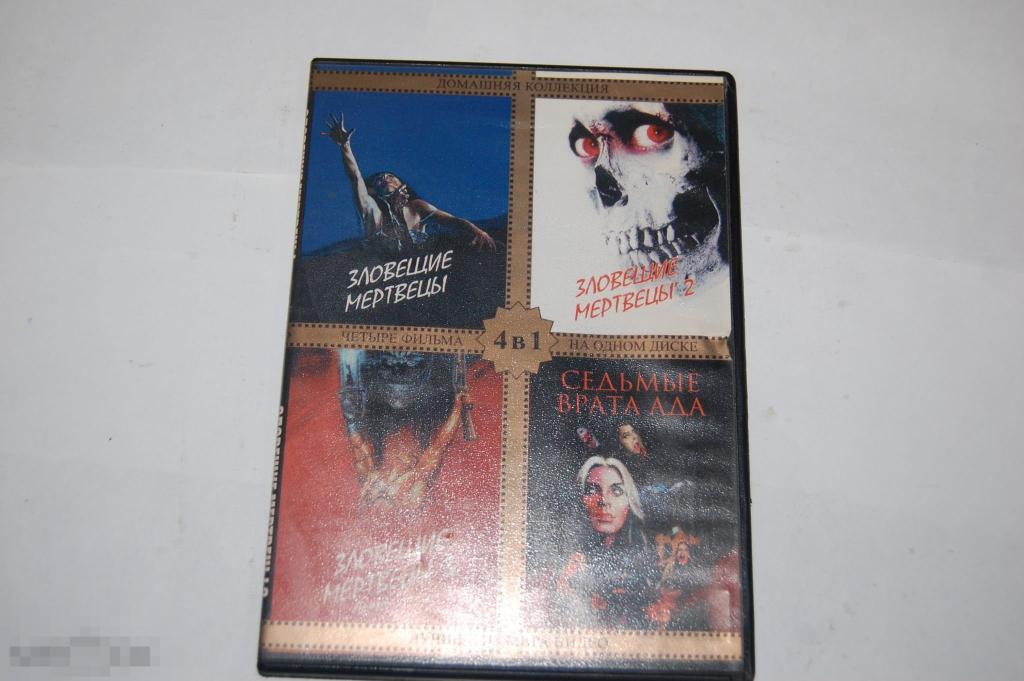 ДОМАШНЯЯ КОЛЛЕКЦИЯ
ЗЛОВЕЩИЕ
МЕРТВЕЦЫ
ЗЛОВЕЩИЕ
МЕРТВЕЦЫ 2
ЧЕТЫРЕ ФИЛЬМА
4 в 1
НА ОДНОМ ДИСКЕ
ЗЛОВЕЩИЕ
МЕРТВЕЦЫ
СЕДЬМЫЕ
ВРАТА АДА